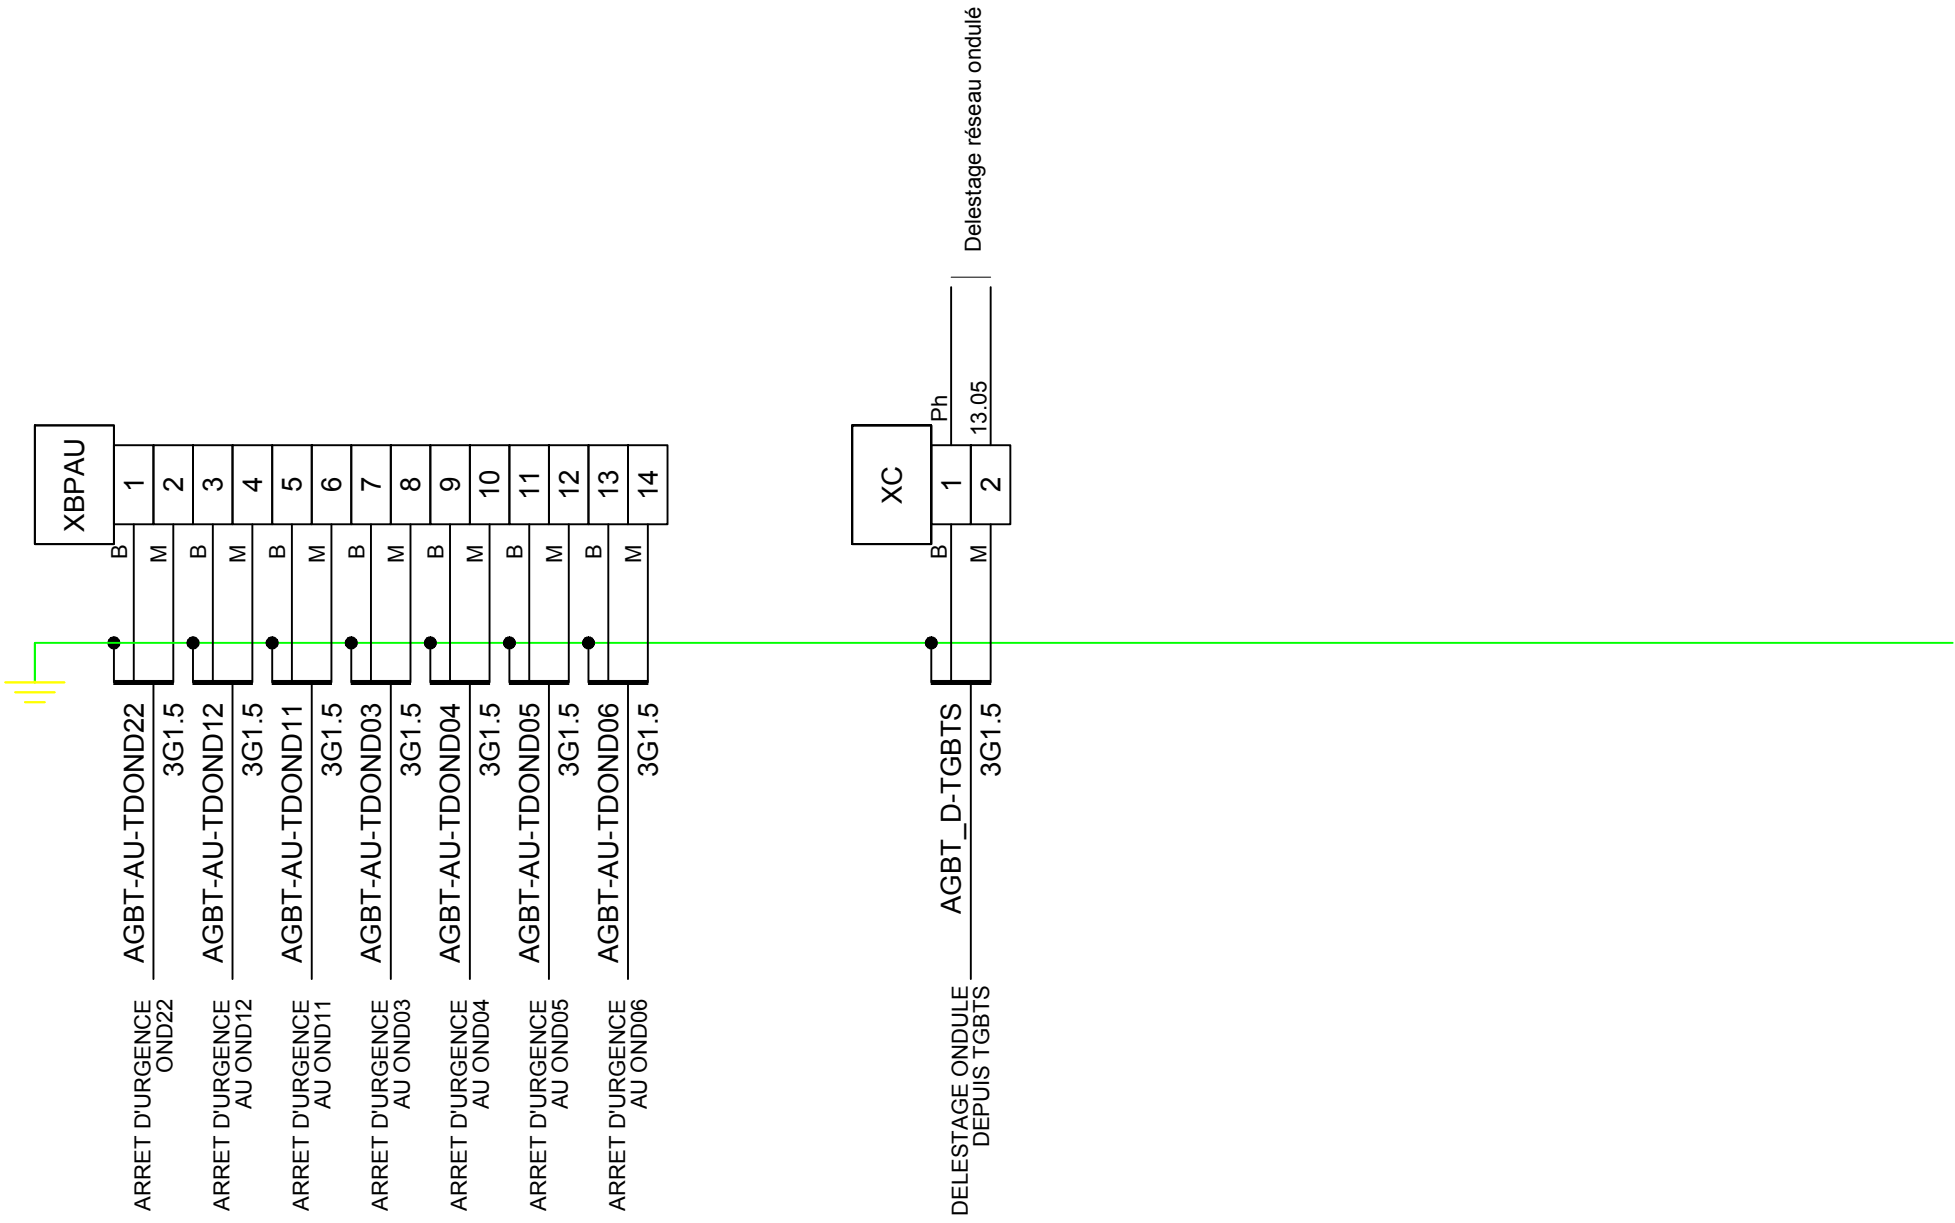 Delestage réseau ondulé
XBPAU
1
2
3
4
5
6
7
8
9
10
11
12
13
14
B
M
B
M
B
M
B
M
B
M
B
M
B
M
XC
1
2
Ph
13.05
B
M
AGBT-AU-TDOND22
3G1.5
AGBT-AU-TDOND12
3G1.5
AGBT-AU-TDOND11
3G1.5
AGBT-AU-TDOND03
3G1.5
AGBT-AU-TDOND04
3G1.5
AGBT-AU-TDOND05
3G1.5
AGBT-AU-TDOND06
3G1.5
AGBT_D-TGBTS
3G1.5
ARRET D'URGENCE
OND22
ARRET D'URGENCE
AU OND12
ARRET D'URGENCE
AU OND11
ARRET D'URGENCE
AU OND03
ARRET D'URGENCE
AU OND04
ARRET D'URGENCE
AU OND05
ARRET D'URGENCE
AU OND06
DELESTAGE ONDULE
DEPUIS TGBTS